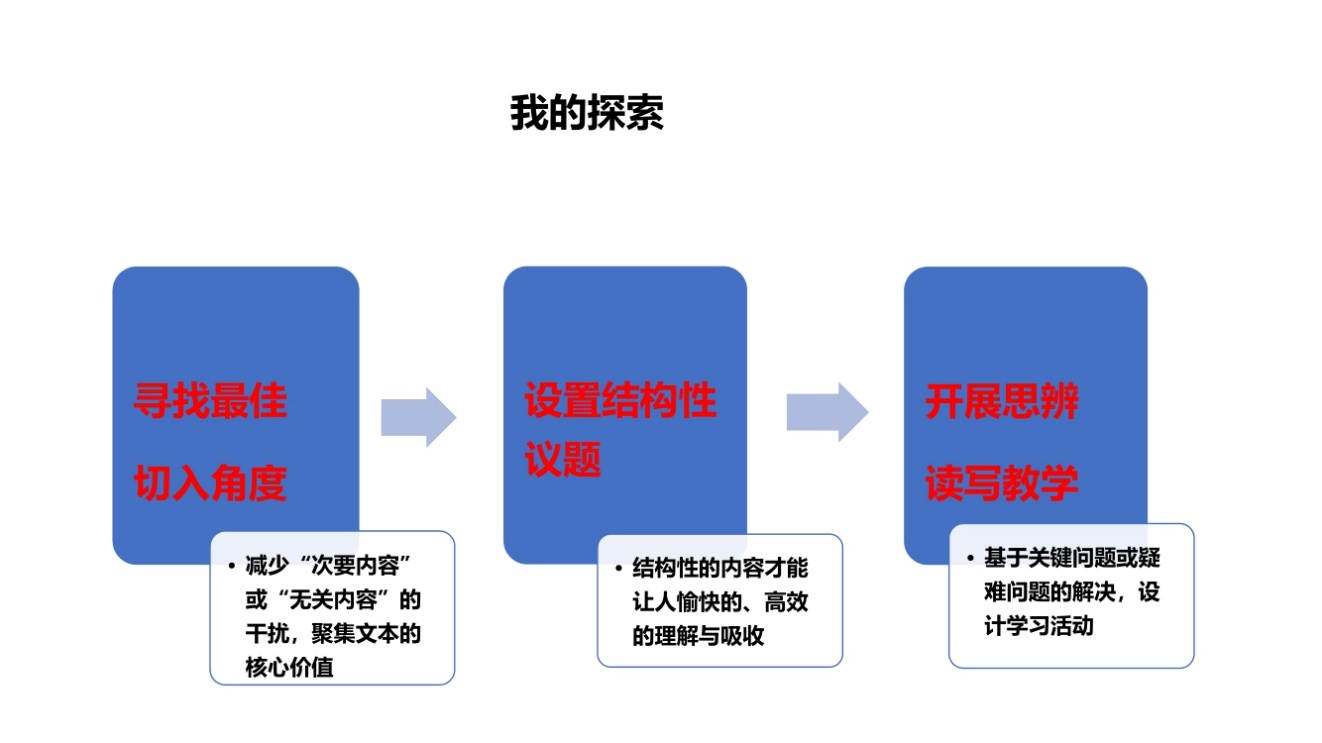 我的探索
寻找最佳
切入角度
• 减少“次要内容”
或“无关内容”的
干扰，聚集文本的
核心价值
设置结构性
议题
• 结构性的内容才能
让人愉快的、高效
的理解与吸收
开展思辨
读写教学
• 基于关键问题或疑
难问题的解决，设
计学习活动